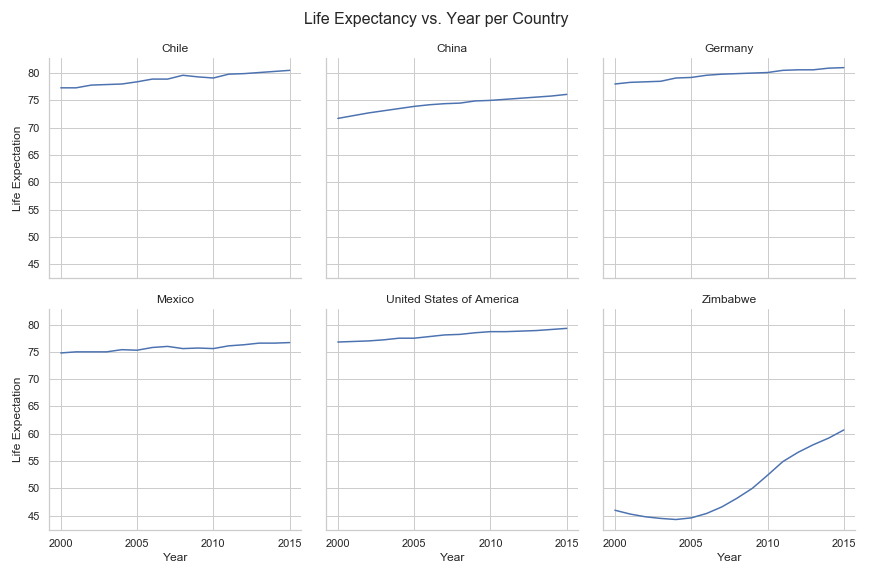 Life Expectancy vs. Year per Country
Chile
China
Germany
80
75
70
65
60
55
50
45
Life Expectation
Mexico
United States of America
Zimbabwe
80
75
70
65
60
55
50
45
Life Expectation
2000 2005 2010 2015
2000 2005 2010 2015
2000 2005 2010 2015
Year
Year
Year